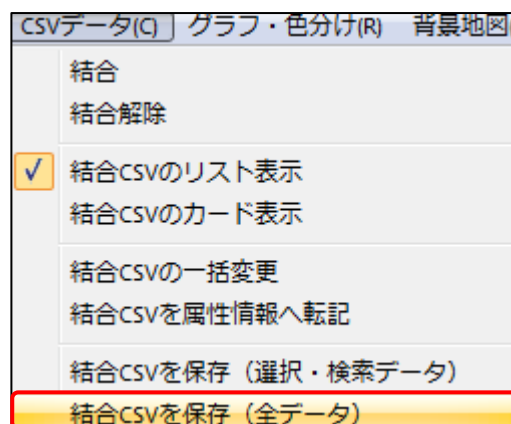 CSVデータ(C) グラフ・色分け(R) 背景地図
結合
結合解除
結合CSVのリスト表示
結合CSVのカード表示
結合CSVの一括変更
結合CSVを属性情報へ転記
結合CSVを保存（選択・検索データ）
結合CSVを保存（全データ）